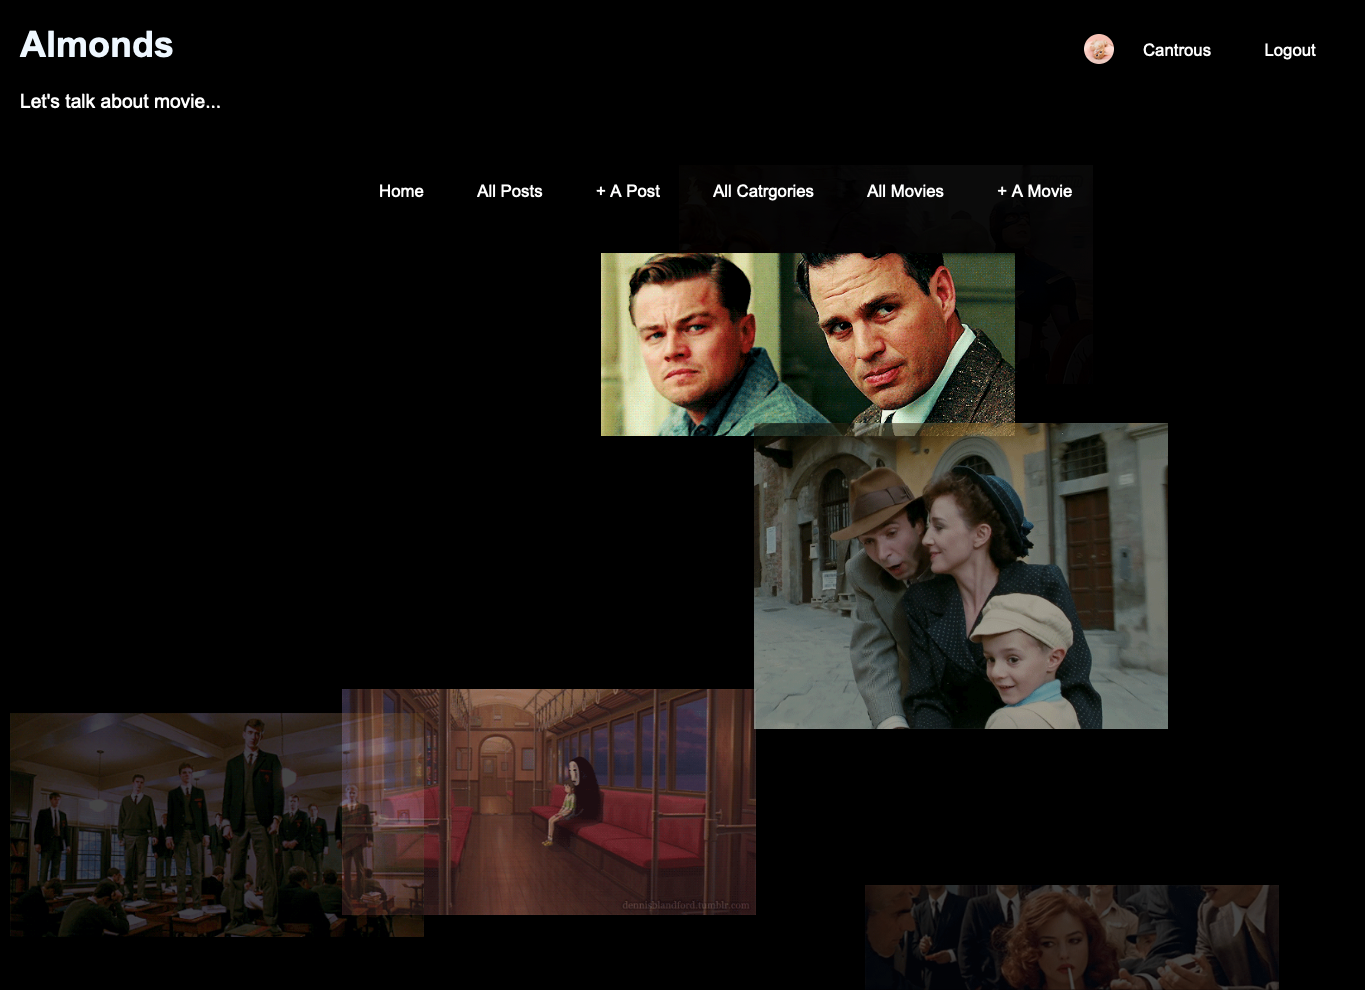 Almonds
Cantrous
Logout
Let's talk about movie...
Home
All Posts
+ A Post
All Catrgories
All Movies
+ A Movie
dennisblandford.tumblr.com